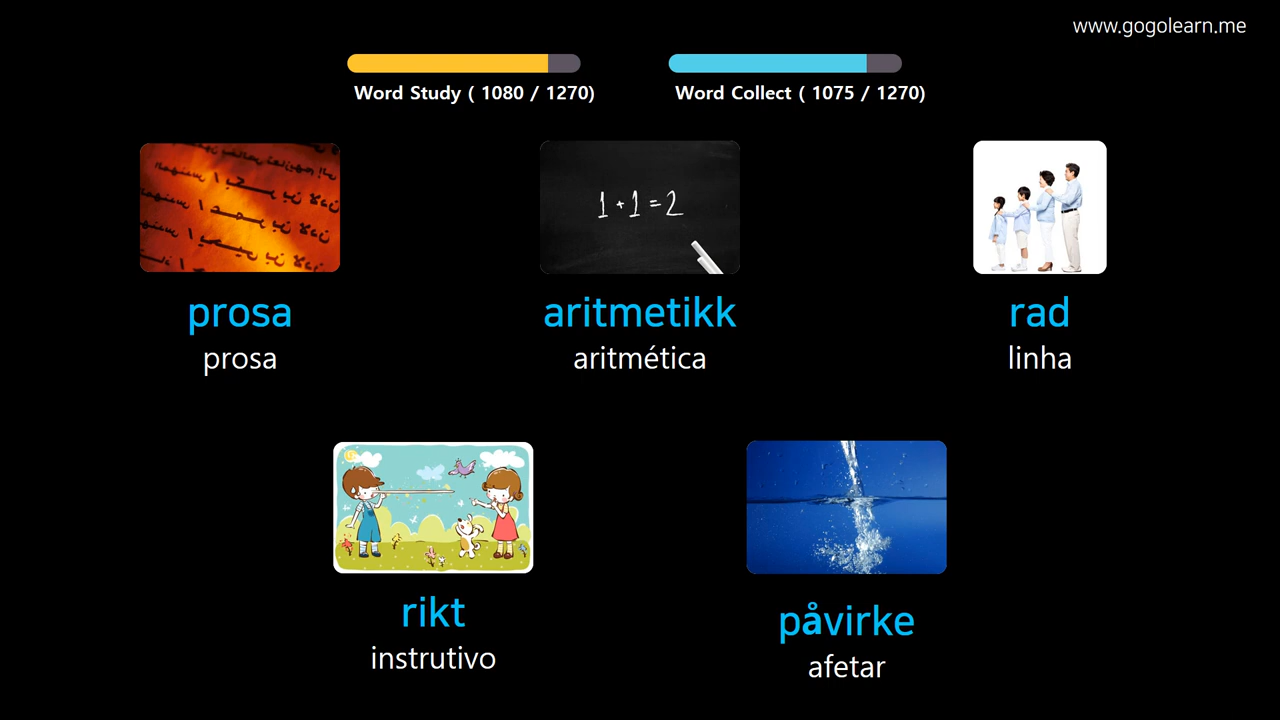 www.gogolearn.me
Word Study ( 1080 / 1270)
Word Collect ( 1075 / 1270)
1 + 1 = 2
prosa
aritmetikk
rad
prosa
aritmética
linha
rikt
påvirke
instrutivo
afetar